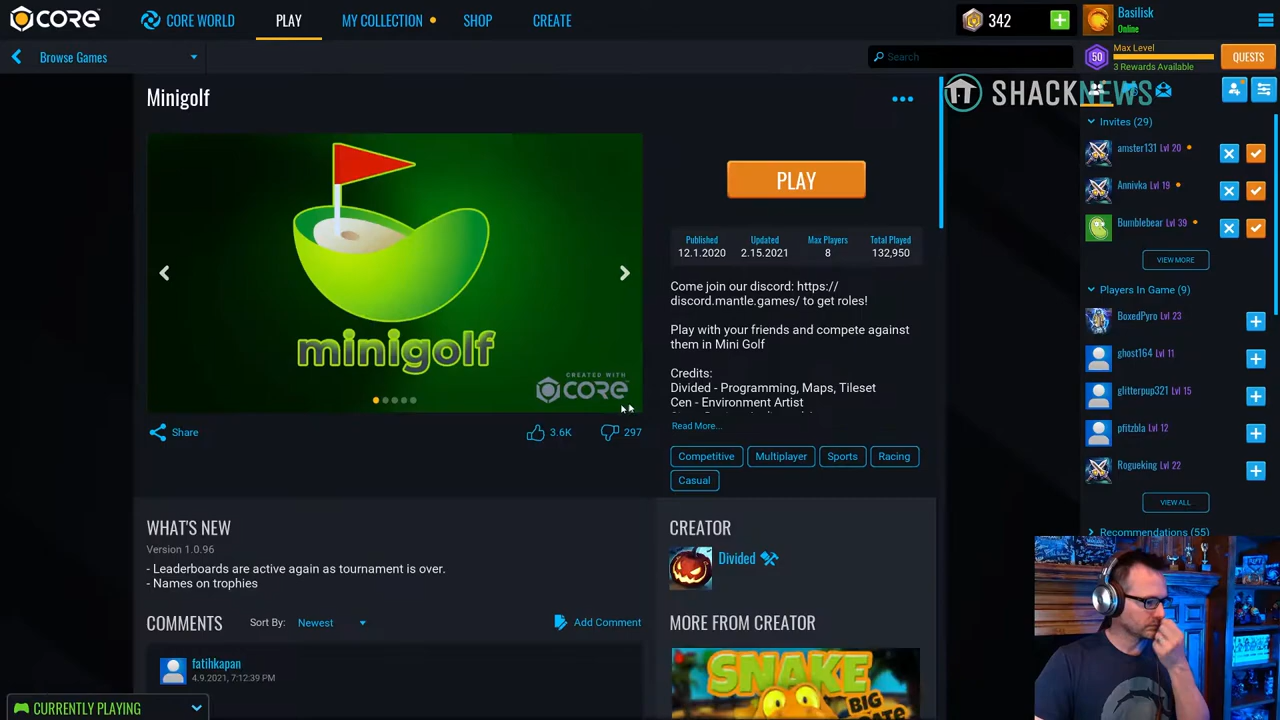 CORE
CORE WORLD
PLAY
MY COLLECTION
SHOP
CREATE
342
Basilisk
Online
Browse Games
Search
50
Max Level
3 Rewards Available
QUESTS
Minigolf
SHACKNEWS
Invites (29)
amster131 Lvl 20
Annivka Lvl 19
Bumblebear Lvl 39
VIEW MORE
Players In Game (9)
BoxedPyro Lvl 23
ghost164 Lvl 11
glitterpup321 Lvl 15
pfitzbla Lvl 12
Rogueking Lvl 22
VIEW ALL
Recommendations (55)
minigolf
CREATED WITH
CORE
PLAY
Published
12.1.2020
Updated
2.15.2021
Max Players
8
Total Played
132,950
Come join our discord: https://
discord.mantle.games/ to get roles!
Play with your friends and compete against
them in Mini Golf
Credits:
Divided - Programming, Maps, Tileset
Cen - Environment Artist
Read More...
Competitive
Multiplayer
Sports
Racing
Casual
Share
3.6K
297
WHAT'S NEW
Version 1.0.96
- Leaderboards are active again as tournament is over.
- Names on trophies
CREATOR
Divided
COMMENTS
Sort By:
Newest
Add Comment
MORE FROM CREATOR
fatihkapan
4.9.2021, 7:12:39 PM
SNAKE
BIG
CURRENTLY PLAYING